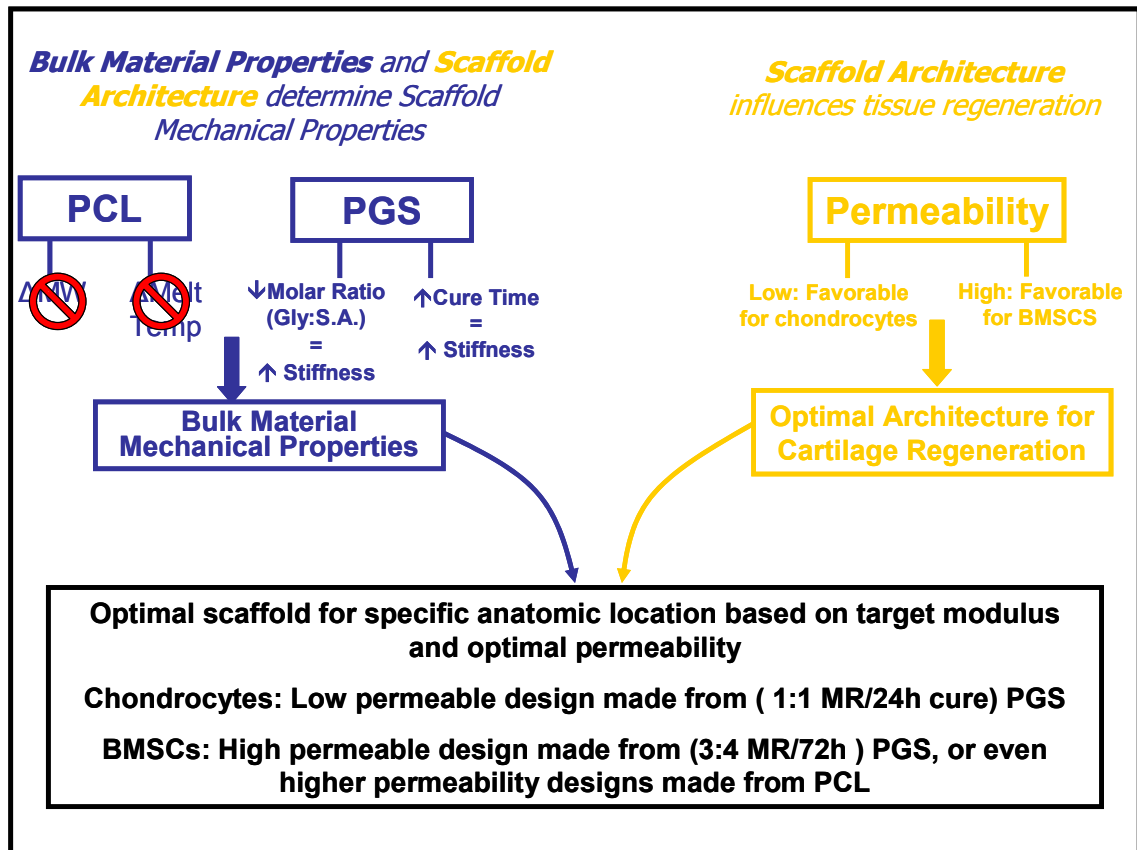 Bulk Material Properties and Scaffold
Architecture determine Scaffold
Mechanical Properties
Scaffold Architecture
influences tissue regeneration
PCL
ΔMW
ΔMelt
Temp
PGS
↓Molar Ratio
(Gly:S.A.)
=
↑ Stiffness
↑Cure Time
=
↑ Stiffness
Permeability
Low: Favorable
for chondrocytes
High: Favorable
for BMSCS
Bulk Material
Mechanical Properties
Optimal Architecture for
Cartilage Regeneration
Optimal scaffold for specific anatomic location based on target modulus
and optimal permeability
Chondrocytes: Low permeable design made from ( 1:1 MR/24h cure) PGS
BMSCs: High permeable design made from (3:4 MR/72h ) PGS, or even
higher permeability designs made from PCL